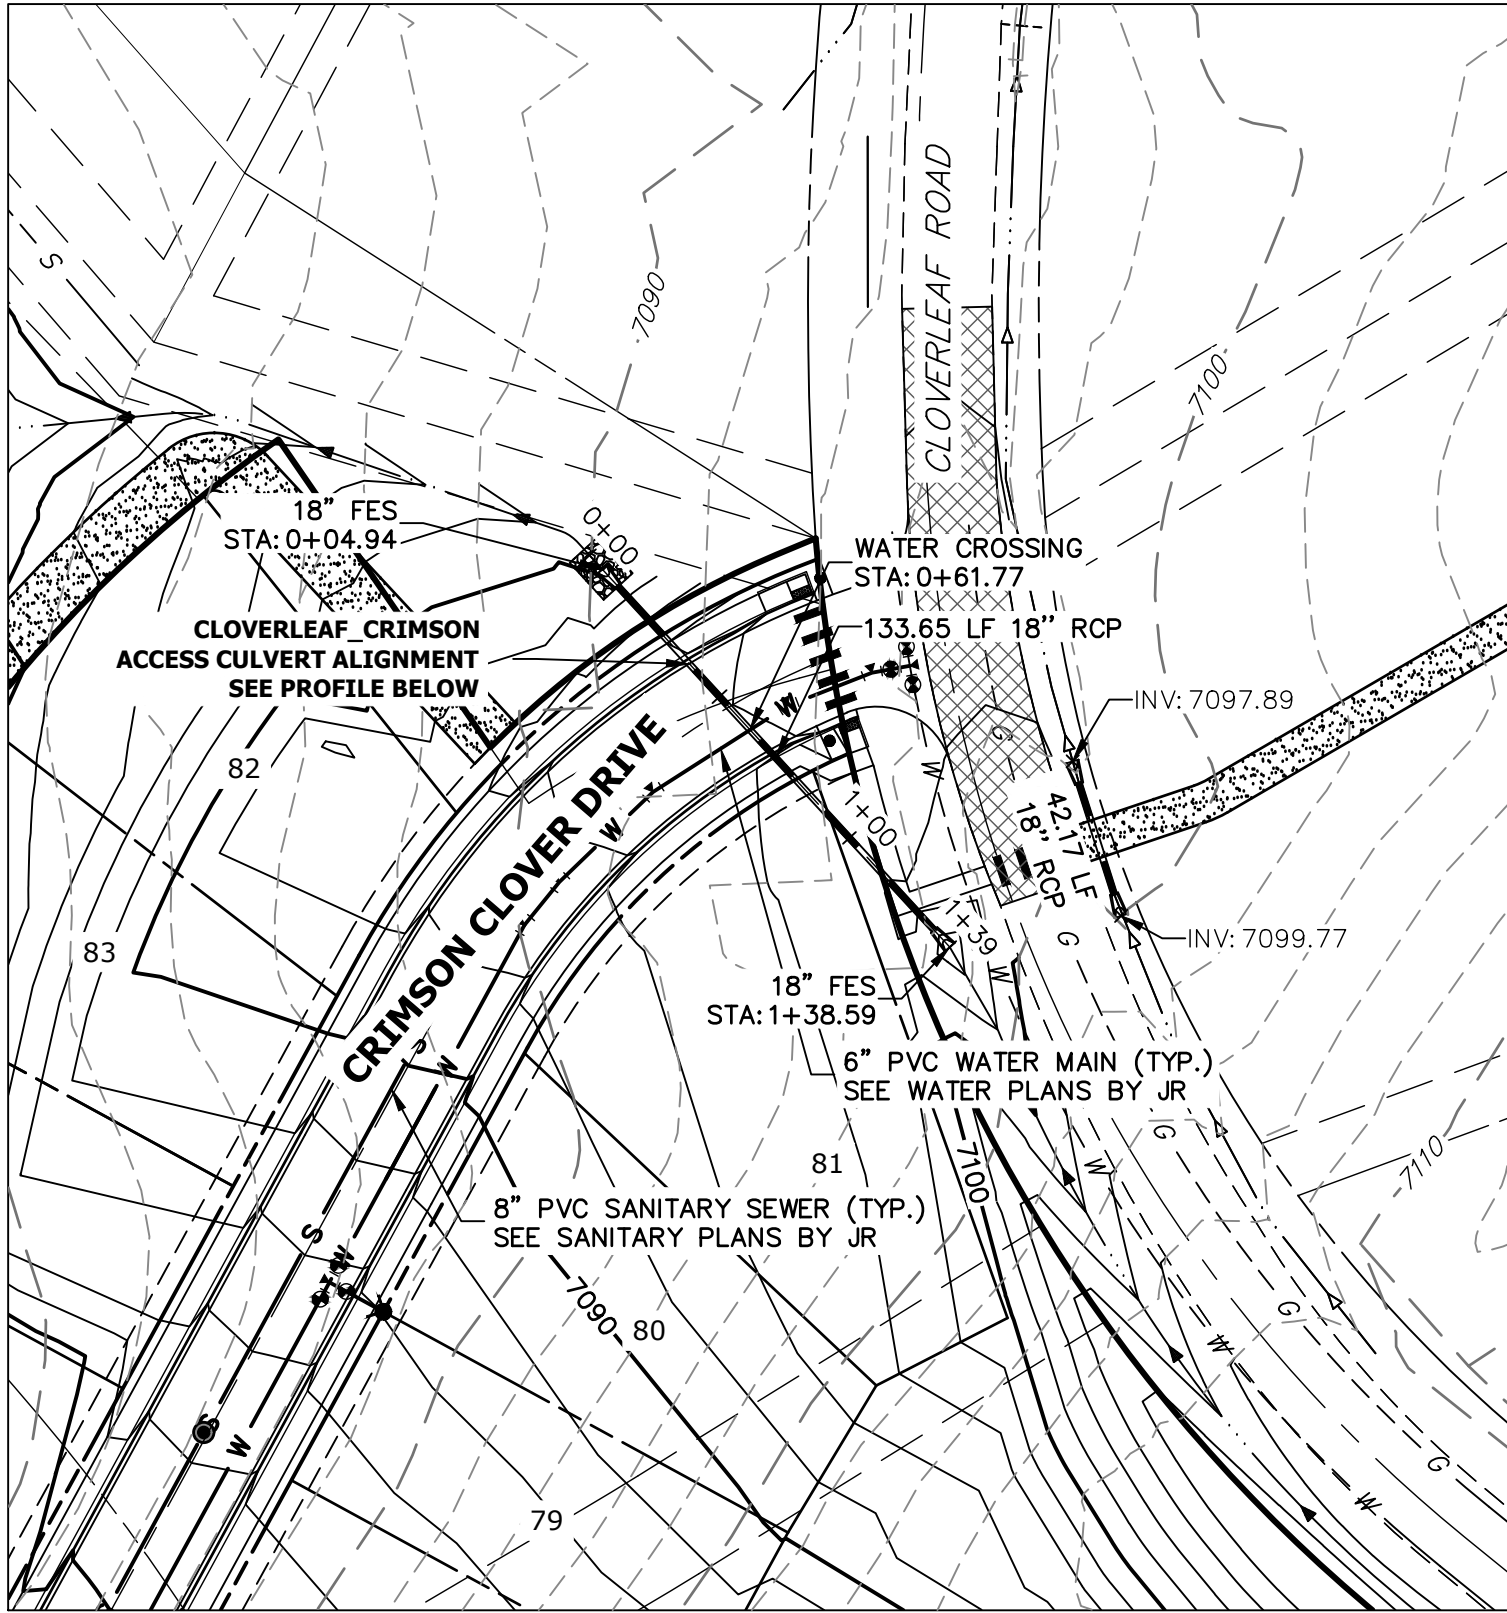 CLOVERLEAF ROAD
S
7090
7100
0+00
18" FES
STA: 0+04.94
WATER CROSSING
STA: 0+61.77
133.65 LF 18" RCP
CLOVERLEAF_CRIMSON
ACCESS CULVERT ALIGNMENT
SEE PROFILE BELOW
W
INV: 7097.89
G
W
82
CRIMSON CLOVER DRIVE
W
1+00
42.17 LF
18" RCP
83
1+39
G
INV: 7099.77
W
18" FES
STA: 1+38.59
S
W
6" PVC WATER MAIN (TYP.)
SEE WATER PLANS BY JR
G
W
81
7100
7110
8" PVC SANITARY SEWER (TYP.)
SEE SANITARY PLANS BY JR
S
W
7090
80
G
W
S
W
G
W
79